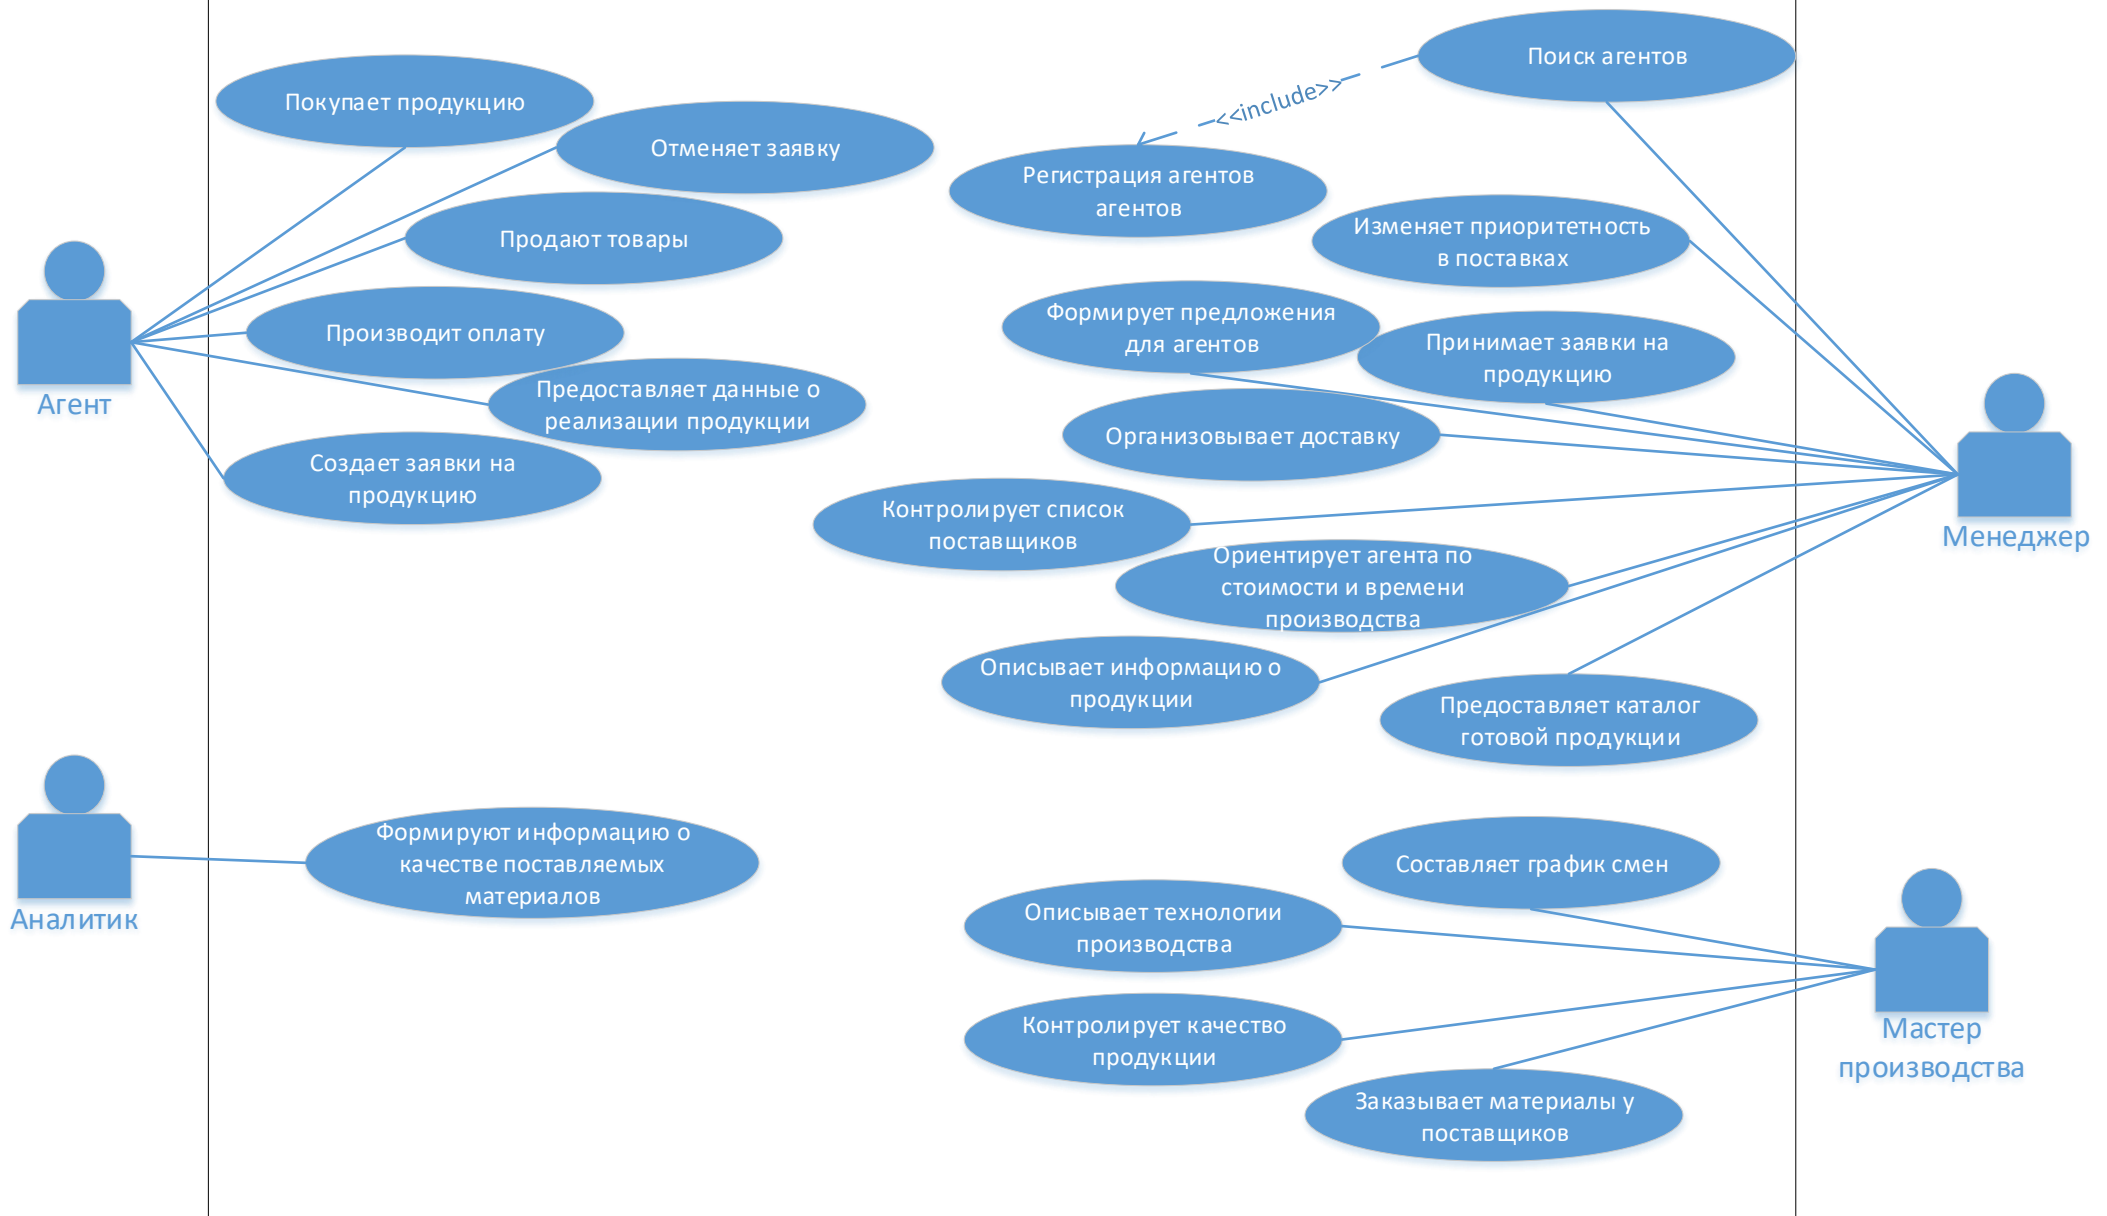 Поиск агентов
Покупает продукцию
<<include>>
Отменяет заявку
Регистрация агентов
агентов
Продают товары
Изменяет приоритетность
в поставках
Формирует предложения
для агентов
Производит оплату
Принимает заявки на
продукцию
Агент
Предоставляет данные о
реализации продукции
Организовывает доставку
Создает заявки на
продукцию
Контролирует список
поставщиков
Менеджер
Ориентирует агента по
стоимости и времени
производства
Описывает информацию о
продукции
Предоставляет каталог
готовой продукции
Формируют информацию о
качестве поставляемых
материалов
Составляет график смен
Аналитик
Описывает технологии
производства
Контролирует качество
продукции
Мастер
производства
Заказывает материалы у
поставщиков